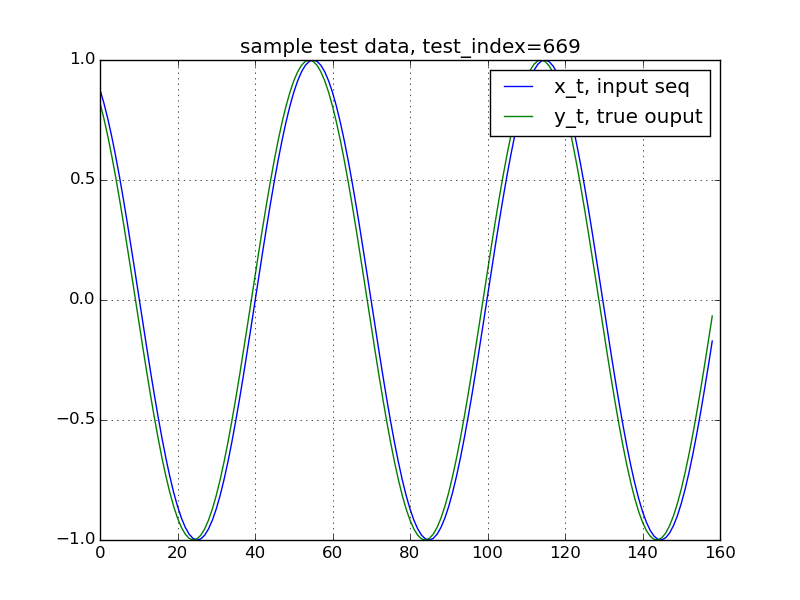 sample test data, test_index=669
x_t, input seq
y_t, true ouput
1.0
0.5
0.0
−0.5
−1.0
0 20 40 60 80 100 120 140 160